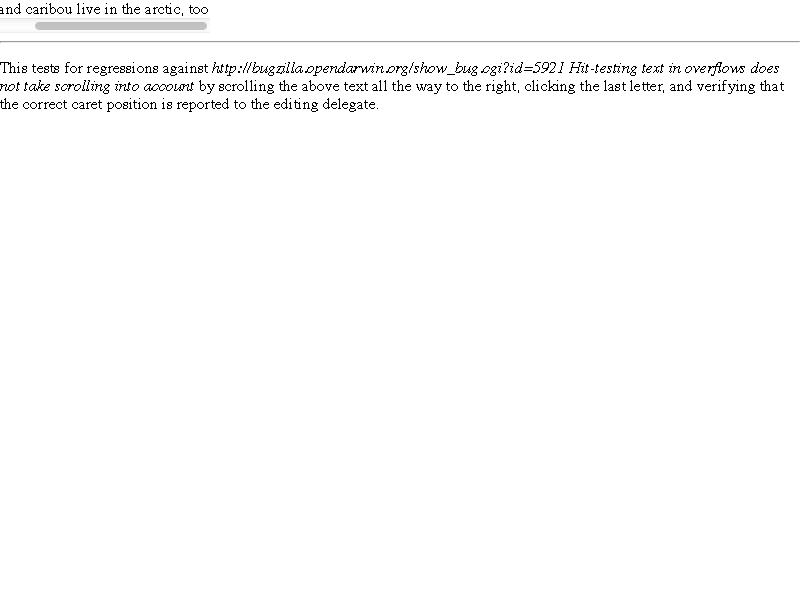 and caribou live in the arctic, too
This tests for regressions against http://bugzilla.opendarwin.org/show_bug.cgi?id=5921 Hit-testing text in overflows does
not take scrolling into account by scrolling the above text all the way to the right, clicking the last letter, and verifying that
the correct caret position is reported to the editing delegate.